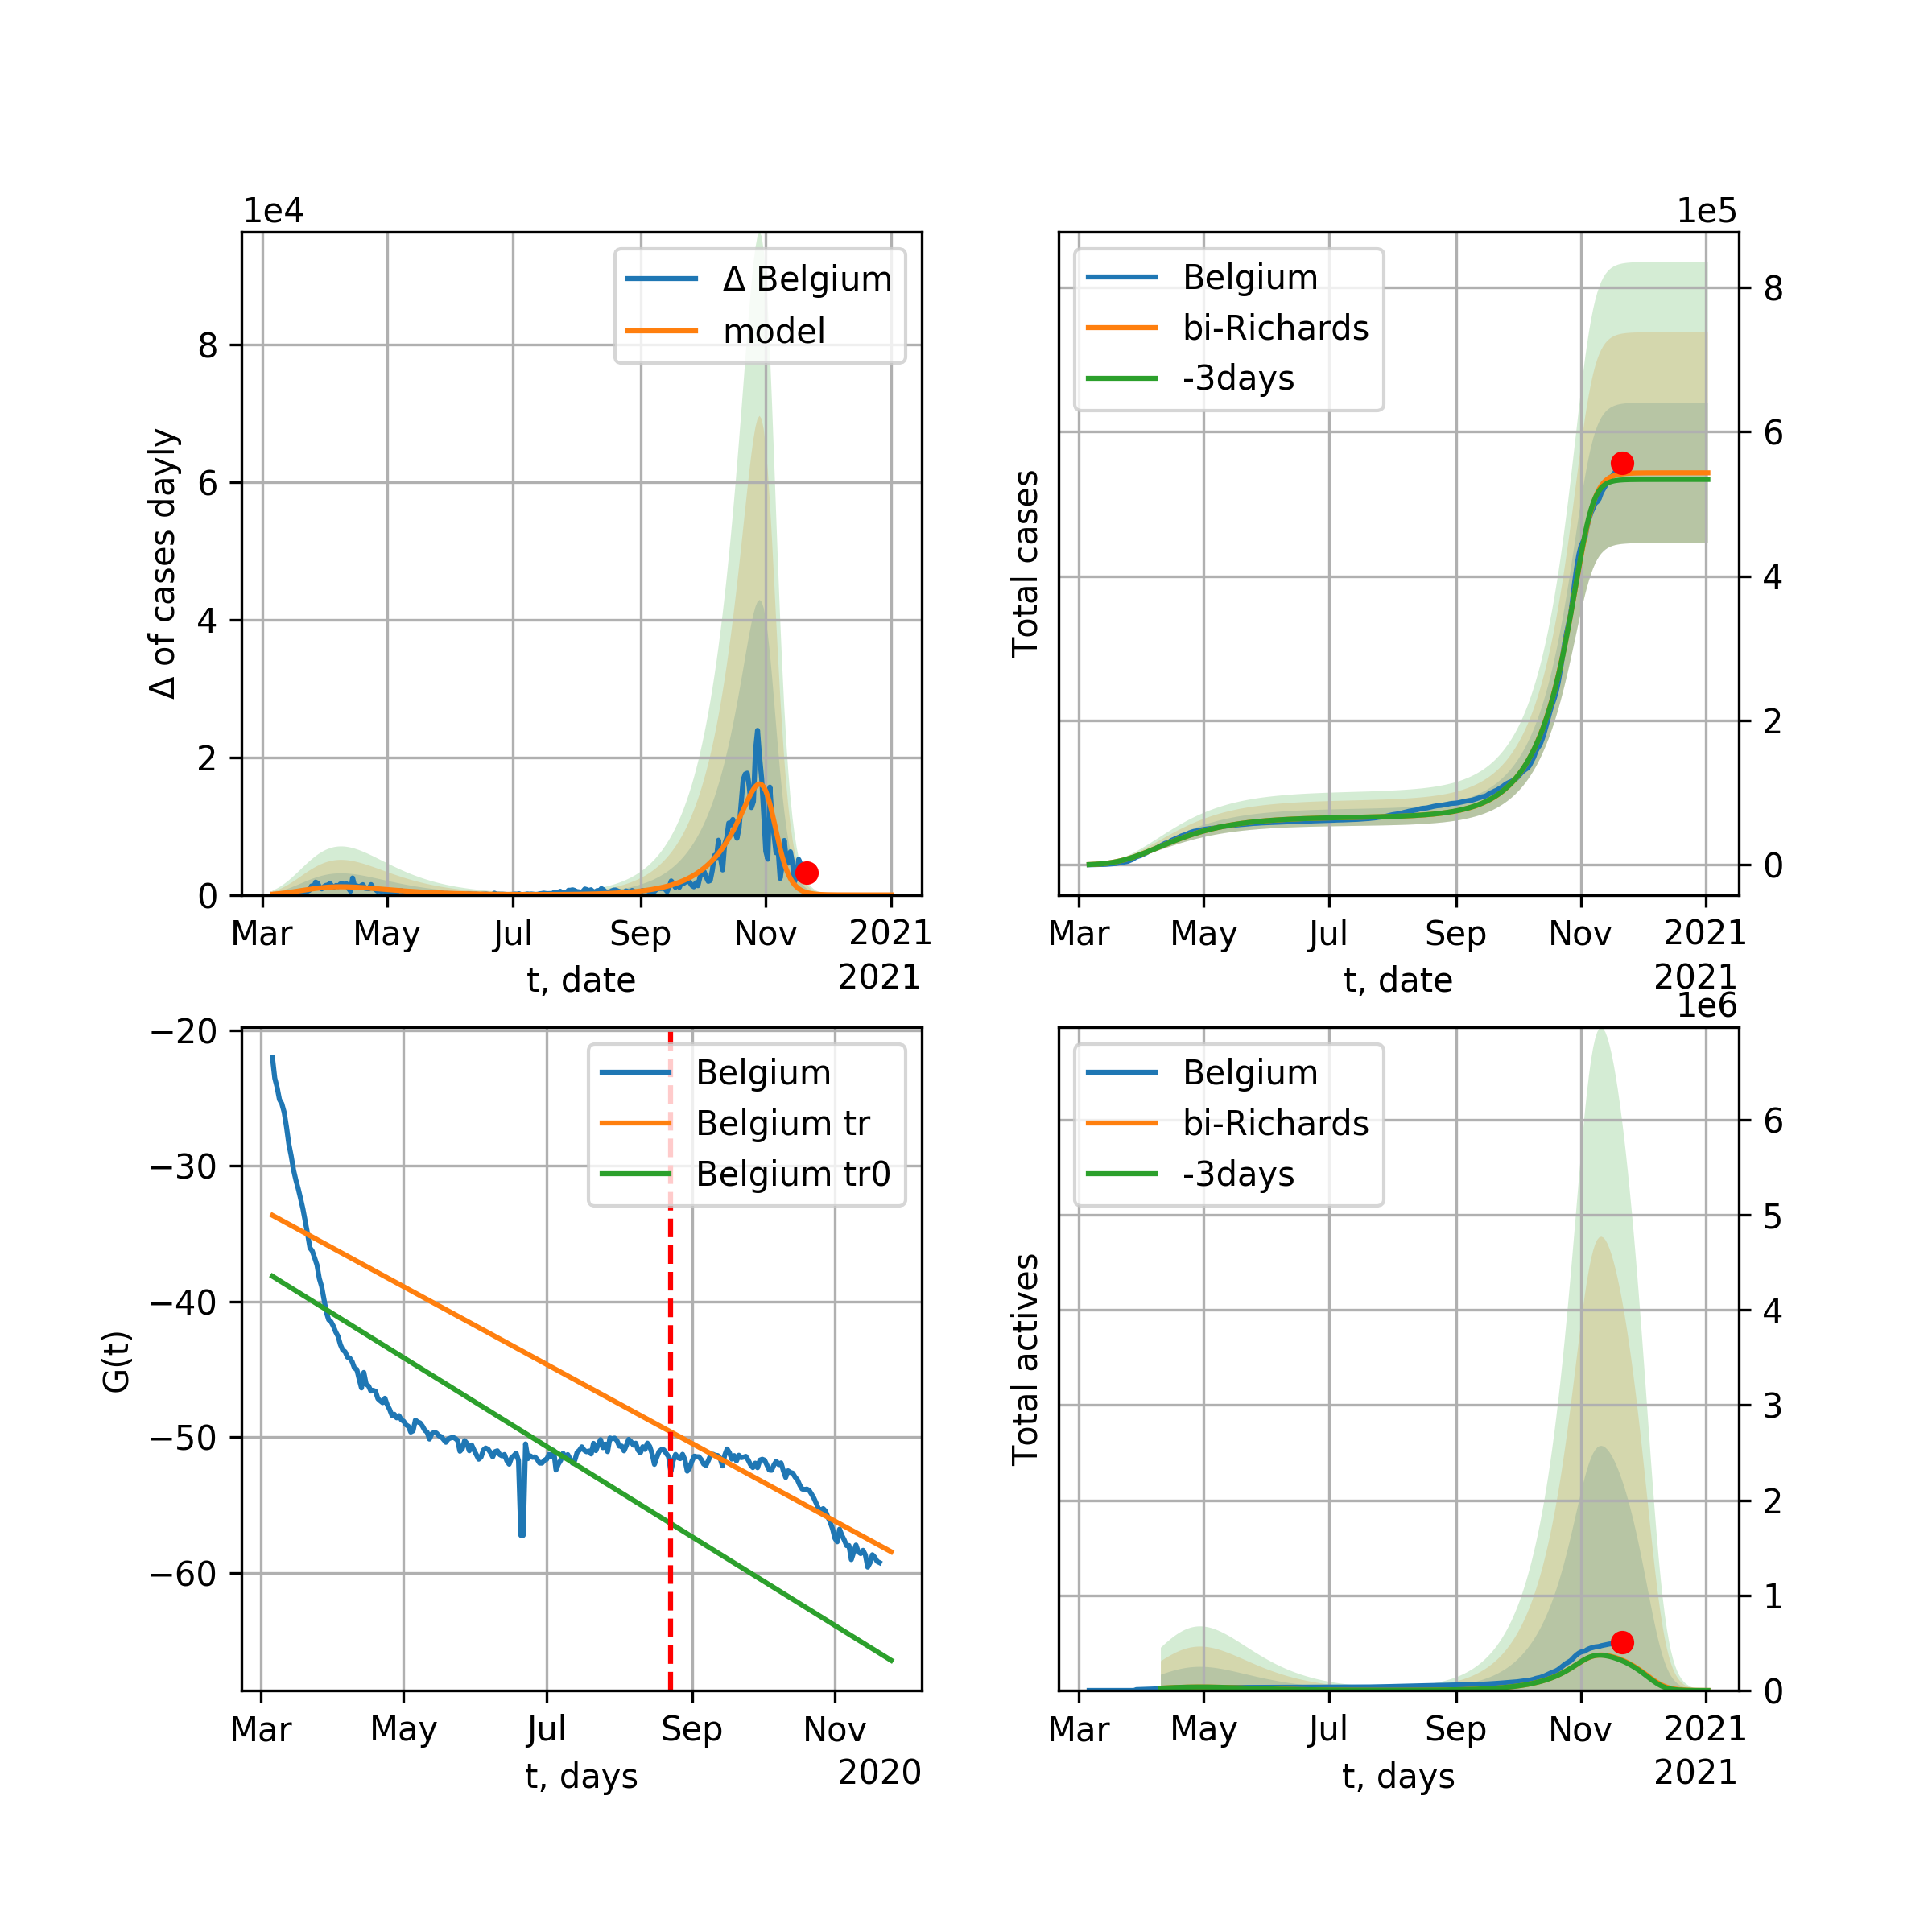 1e4
Δ of cases dayly
8
6
4
2
0
Δ Belgium
model
Mar May Jul Sep Nov 2021
t, date
2021
1e5
Total cases
8
6
4
2
0
Belgium
bi-Richards
-3days
Mar May Jul Sep Nov 2021
t, date
2021
G(t)
−20
−30
−40
−50
−60
Belgium
Belgium tr
Belgium tr0
Mar May Jul Sep Nov
t, days
2020
1e6
Total actives
6
5
4
3
2
1
0
Belgium
bi-Richards
-3days
Mar May Jul Sep Nov 2021
t, days
2021